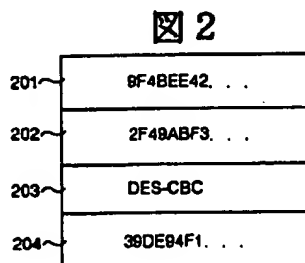 図 2
201~ 9F4BEE42. . .
202~ 2F49ABF3. . .
203~ DES-CBC
204~ 39DE94F1. . .